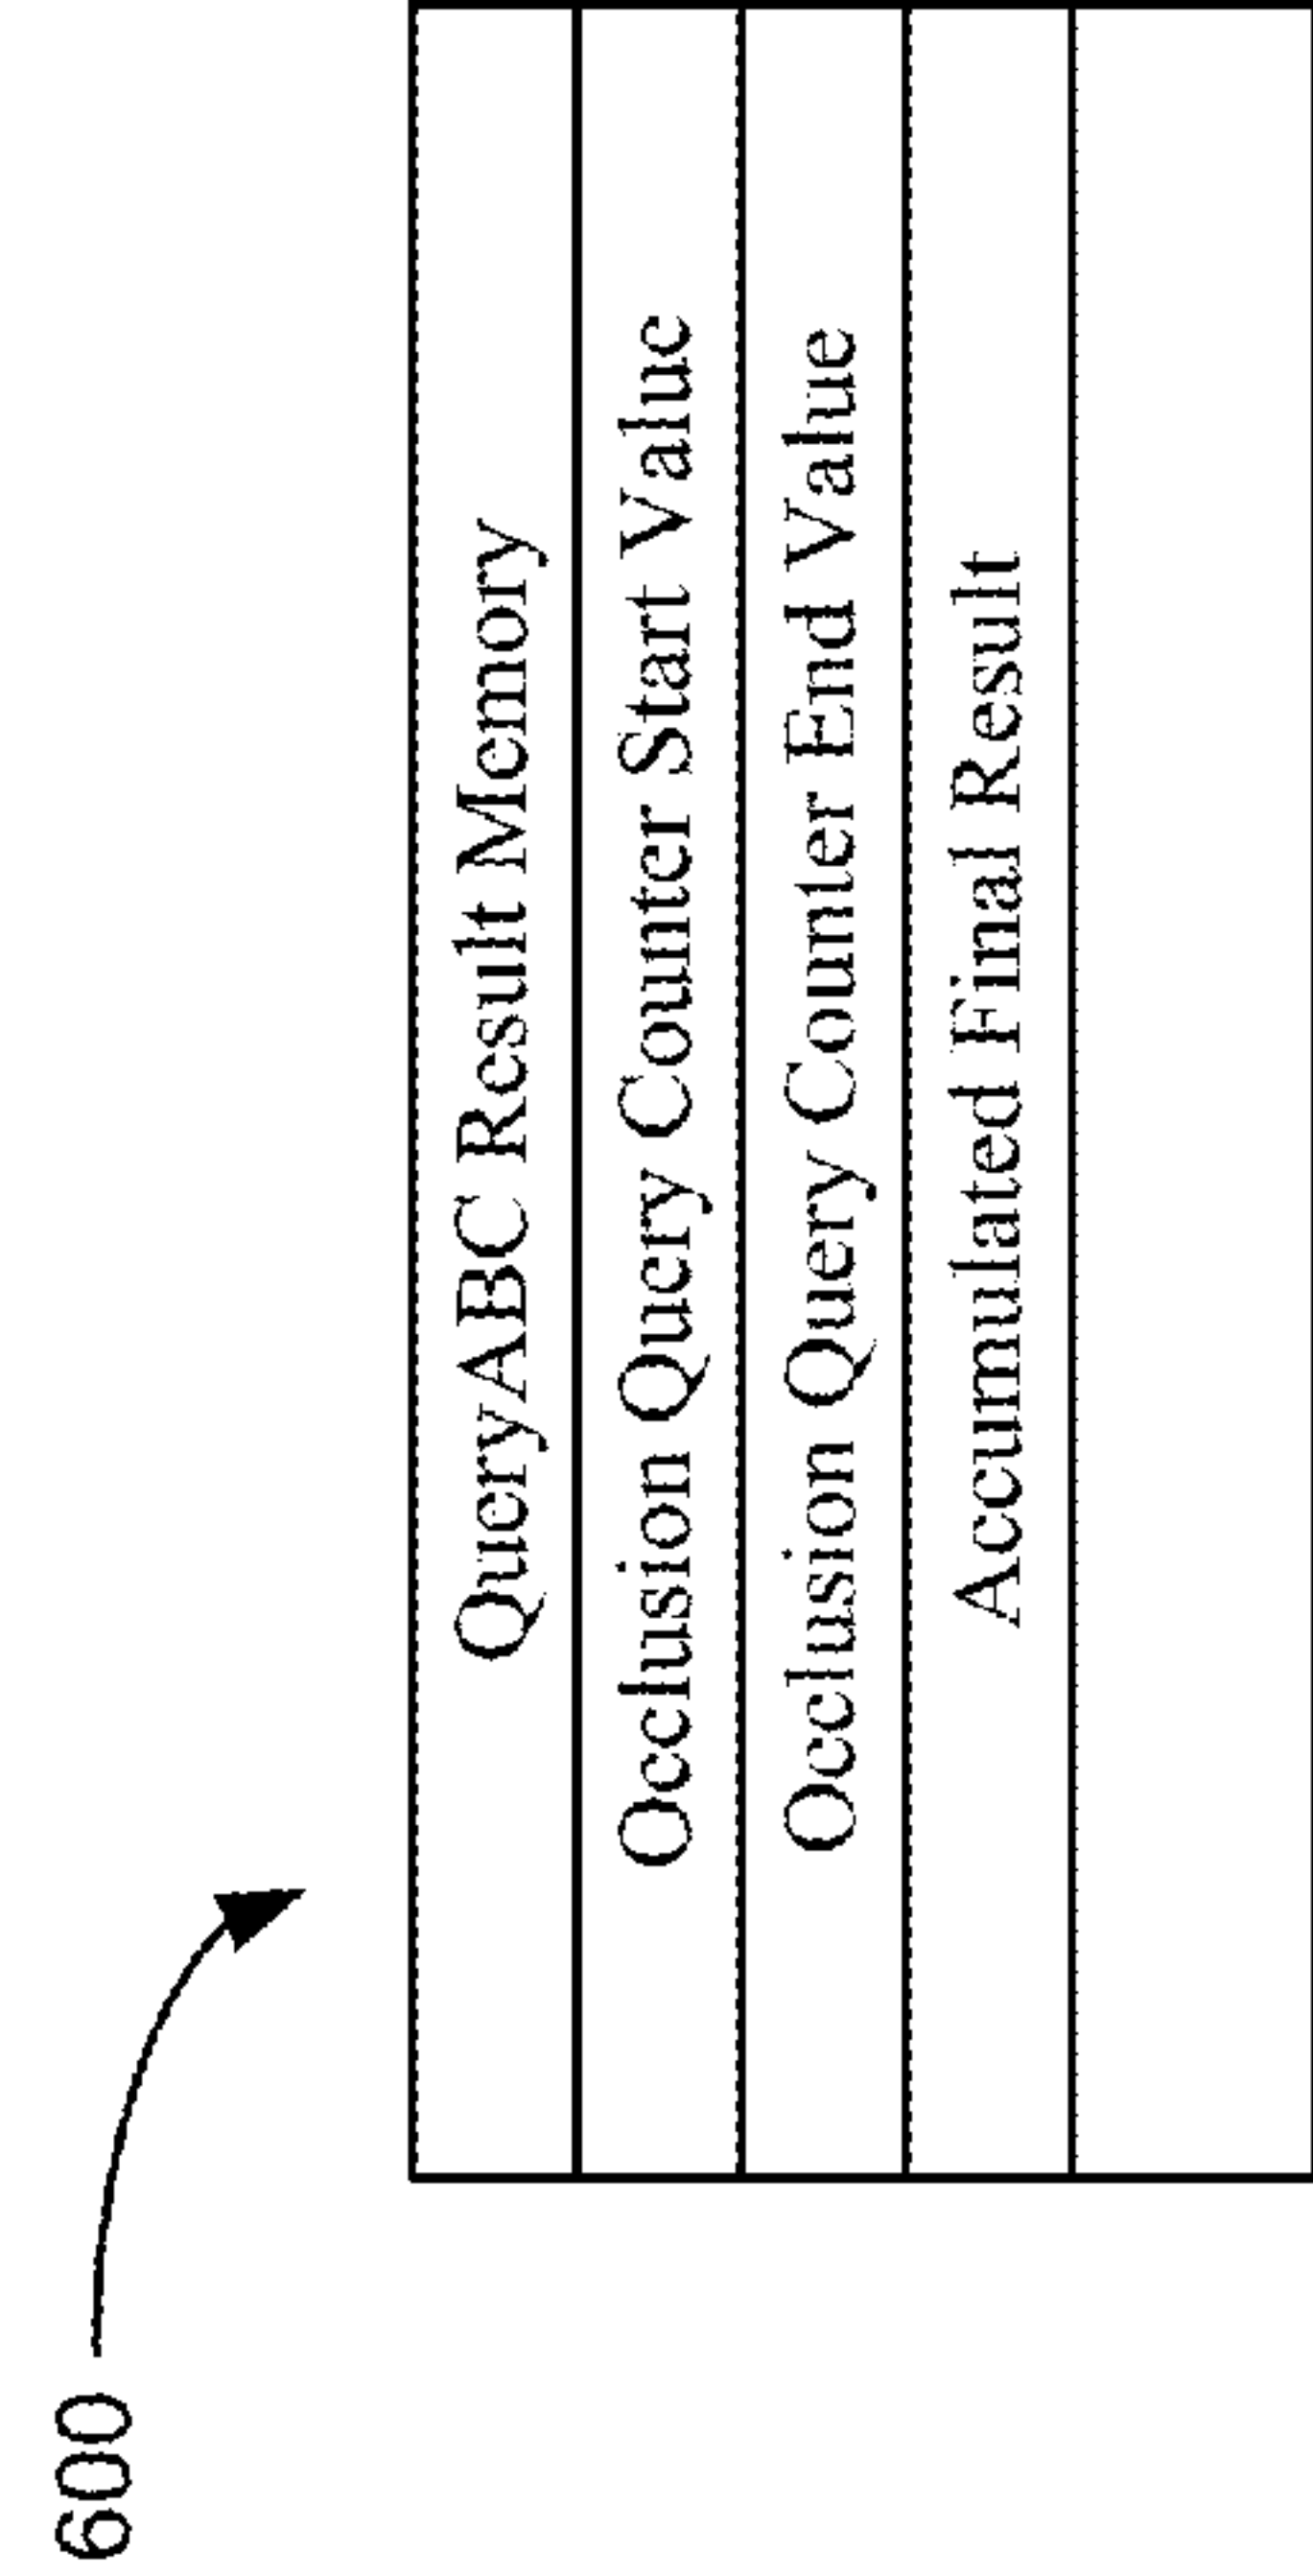 600
QueryABC Result Memory
Occlusion Query Counter Start Value
Occlusion Query Counter End Value
Accumulated Final Result